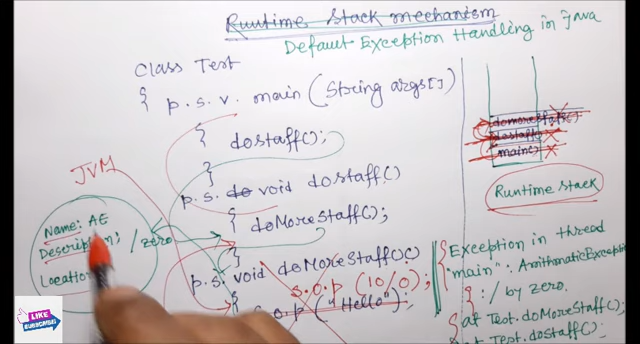 Runtime Stack mechanism
Default Exception Handling in Java
Class Test
{ p. s. v. main (String args[])
{ dostaff();
}
p. s. do void dostaff()
{ doMoreStaff();
}
p. s. void doMoreStaff()
s.o.p (10/0);
{ s.o.p ("Hello");
JVM
Name: AE
Description: / zero
Location
domorestaff()
dostaff()
main()
Runtime Stack
Exception in thread
"main": ArithmaticException
: / by zero.
at Test.doMoreStaff();
at Test.doStaff();
LIKE
SUBSCRIBE